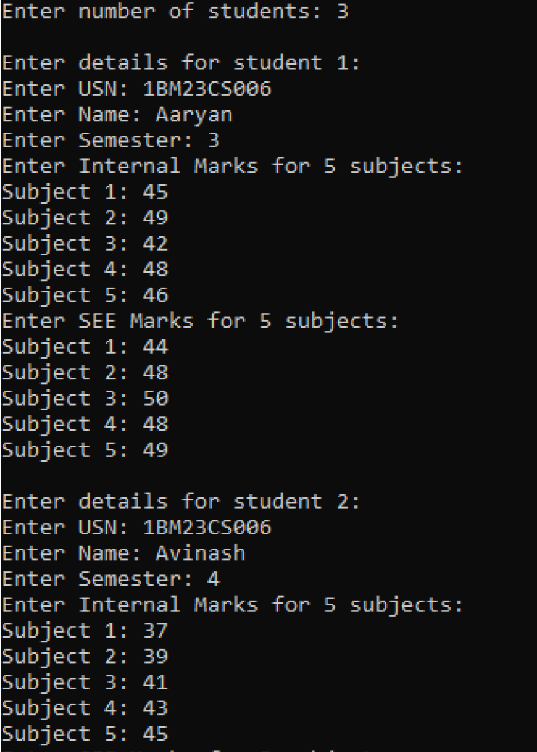 Enter number of students: 3
Enter details for student 1:
Enter USN: 1BM23CS006
Enter Name: Aaryan
Enter Semester: 3
Enter Internal Marks for 5 subjects:
Subject 1: 45
Subject 2: 49
Subject 3: 42
Subject 4: 48
Subject 5: 46
Enter SEE Marks for 5 subjects:
Subject 1: 44
Subject 2: 48
Subject 3: 50
Subject 4: 48
Subject 5: 49
Enter details for student 2:
Enter USN: 1BM23CS006
Enter Name: Avinash
Enter Semester: 4
Enter Internal Marks for 5 subjects:
Subject 1: 37
Subject 2: 39
Subject 3: 41
Subject 4: 43
Subject 5: 45